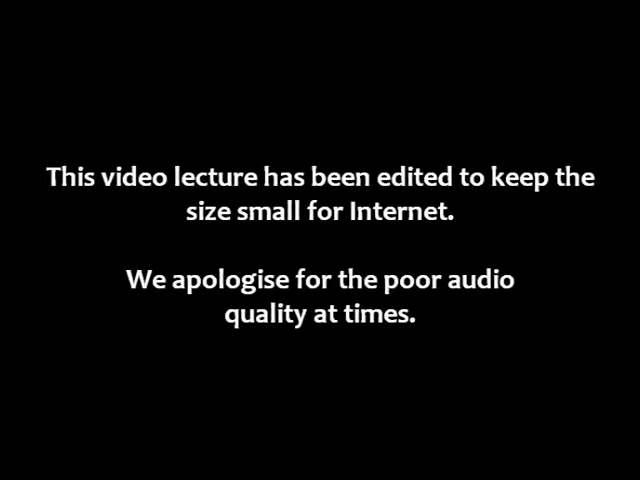 This video lecture has been edited to keep the
size small for Internet.
We apologise for the poor audio
quality at times.